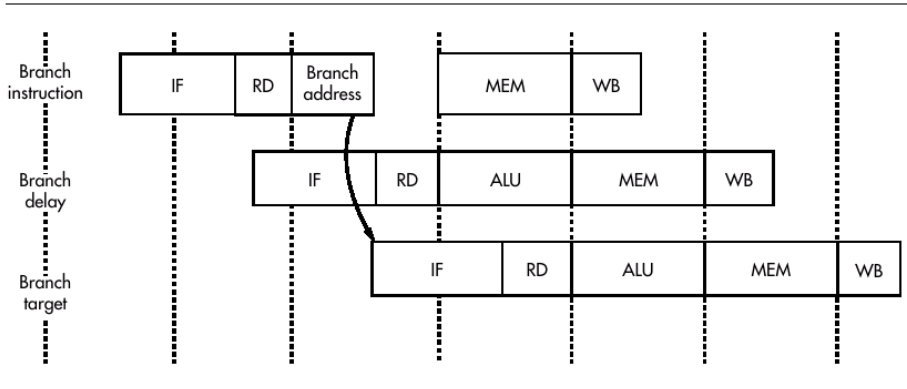 Branch
instruction
IF
RD
Branch
address
MEM
WB
Branch
delay
IF
RD
ALU
MEM
WB
Branch
target
IF
RD
ALU
MEM
WB